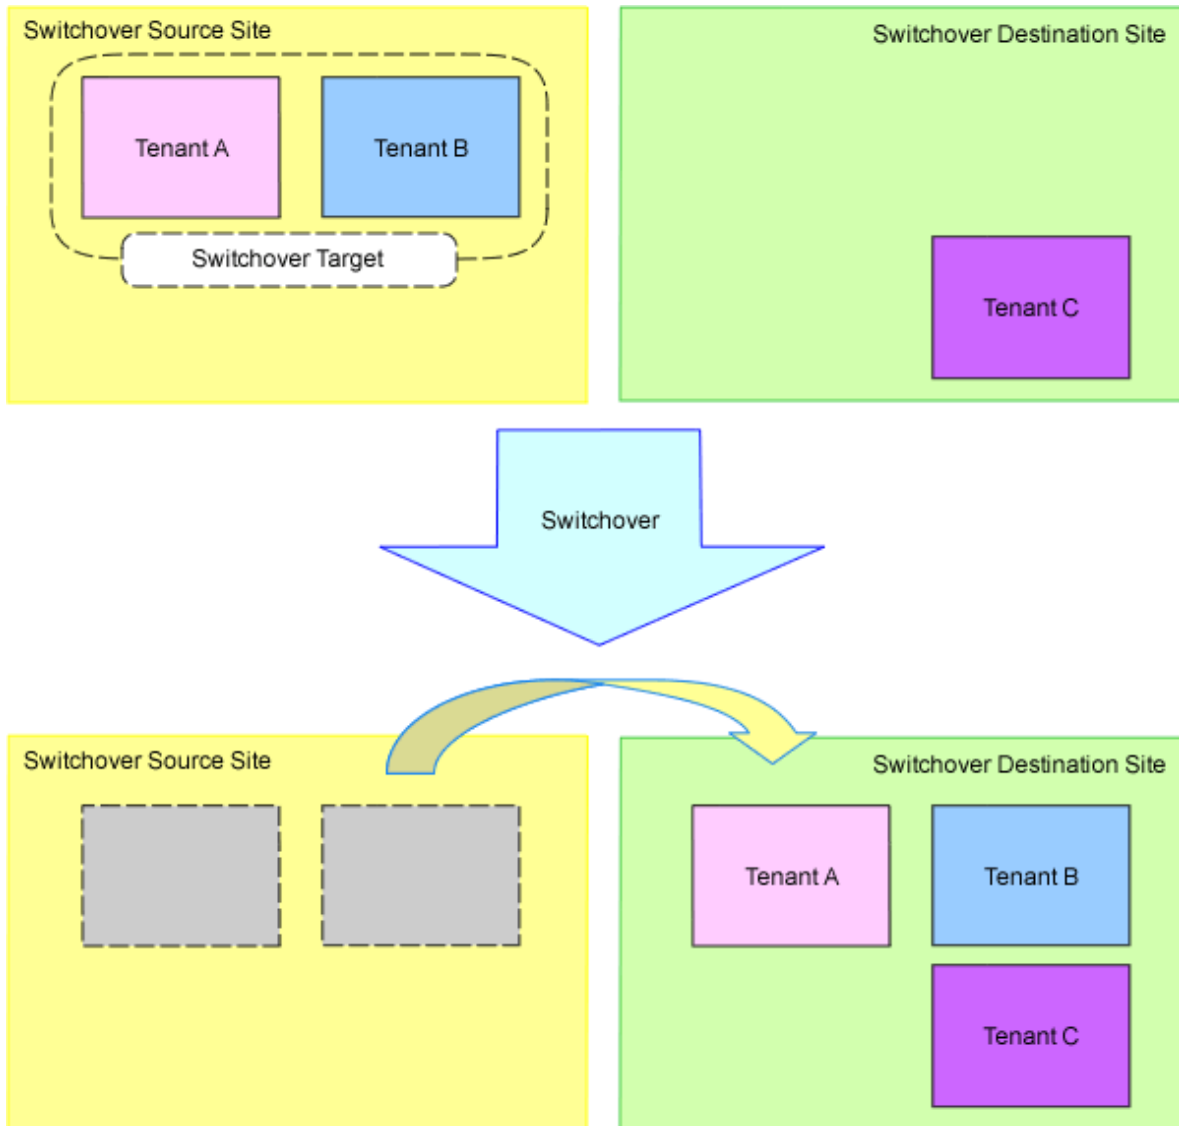 Switchover Source Site
Switchover Destination Site
Tenant A
Tenant B
Switchover Target
Tenant C
Switchover
Switchover Source Site
Switchover Destination Site
Tenant A
Tenant B
Tenant C